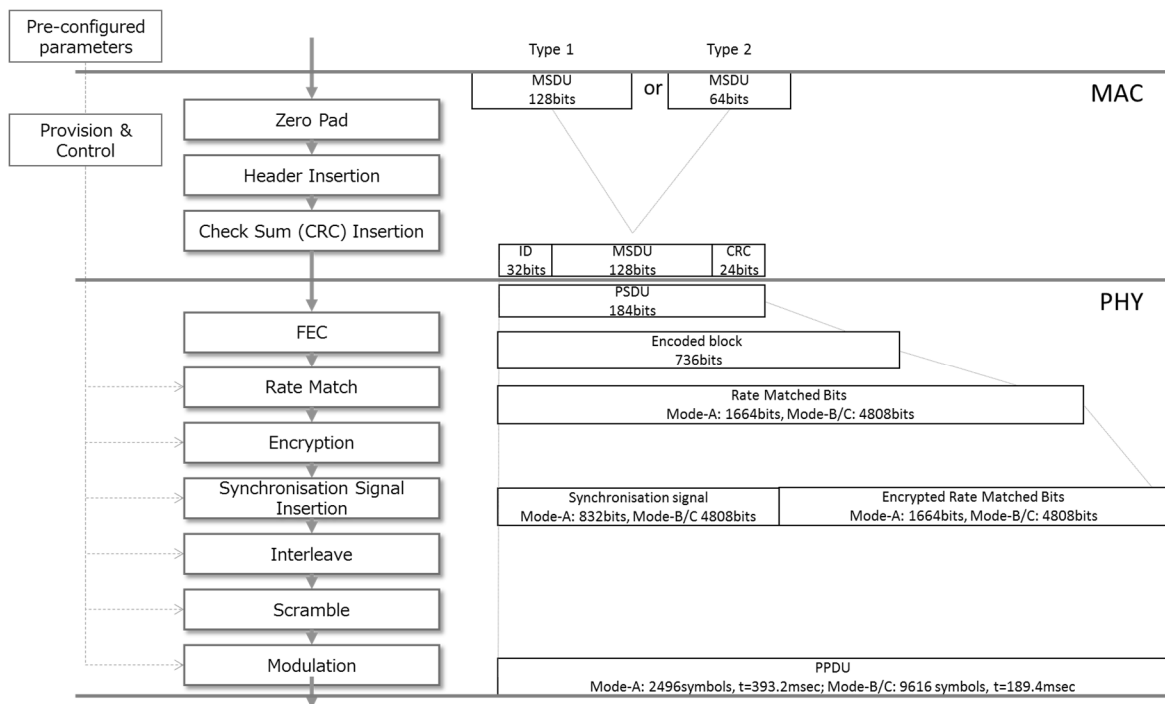 Pre-configured
parameters
Type 1
Type 2
MSDU
128bits
or
MSDU
64bits
MAC
Zero Pad
Provision &
Control
Header Insertion
Check Sum (CRC) Insertion
ID
32bits
MSDU
128bits
CRC
24bits
PSDU
184bits
PHY
FEC
Encoded block
736bits
Rate Match
Rate Matched Bits
Mode-A: 1664bits, Mode-B/C: 4808bits
Encryption
Synchronisation Signal
Insertion
Synchronisation signal
Mode-A: 832bits, Mode-B/C 4808bits
Encrypted Rate Matched Bits
Mode-A: 1664bits, Mode-B/C: 4808bits
Interleave
Scramble
Modulation
PPDU
Mode-A: 2496symbols, t=393.2msec; Mode-B/C: 9616 symbols, t=189.4msec